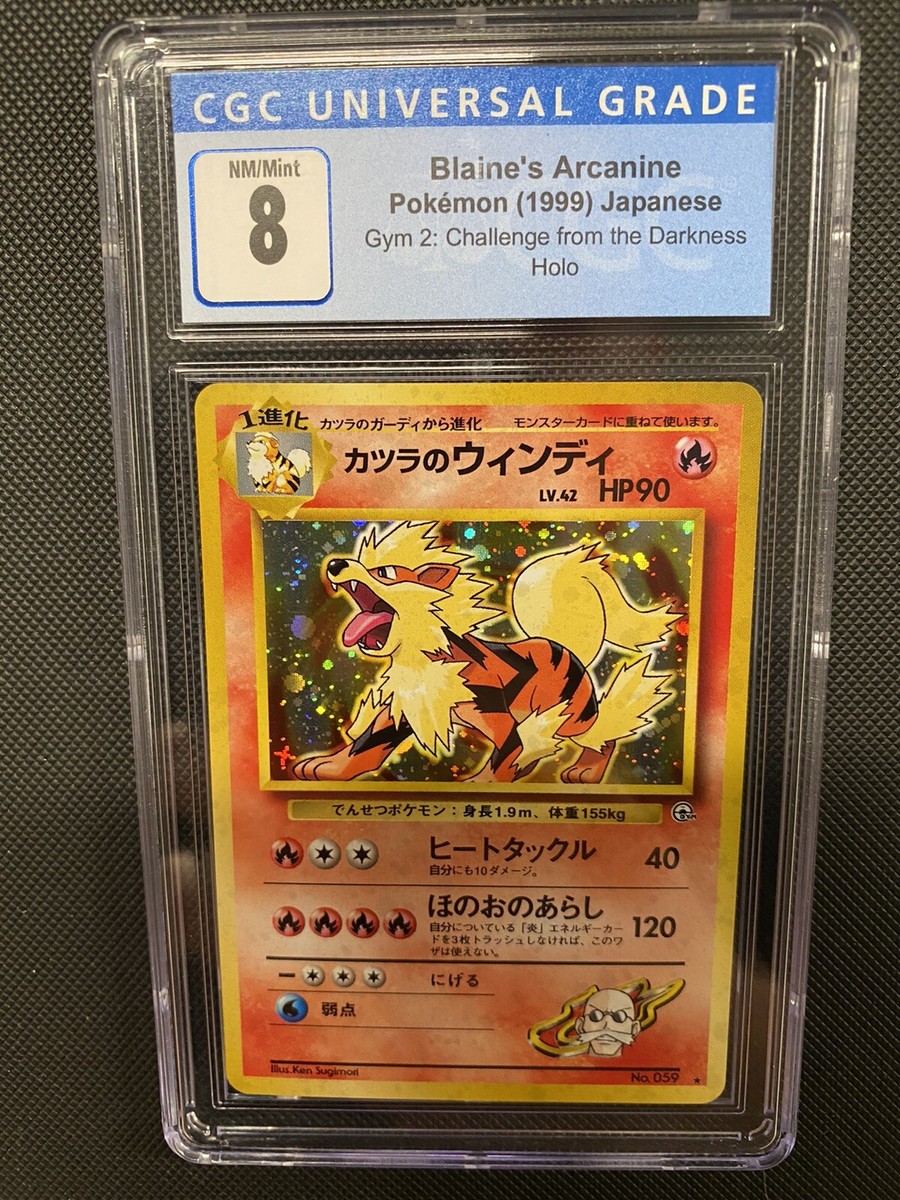 CGC UNIVERSAL GRADE
NM/Mint
8
Blaine's Arcanine
Pokémon (1999) Japanese
Gym 2: Challenge from the Darkness
Holo
1進化
カツラのガーディから進化
モンスターカードに重ねて使います。
カツラのウィンディ
LV.42 HP90
でんせつポケモン：身長1.9m、体重155kg
GYM
ヒートタックル 40
自分にも10ダメージ。
ほのおのあらし 120
自分についている「炎」エネルギーカー
ドを3枚トラッシュしなければ、このワ
ザは使えない。
にげる
弱点
Illus.Ken Sugimori
No. 059 ★